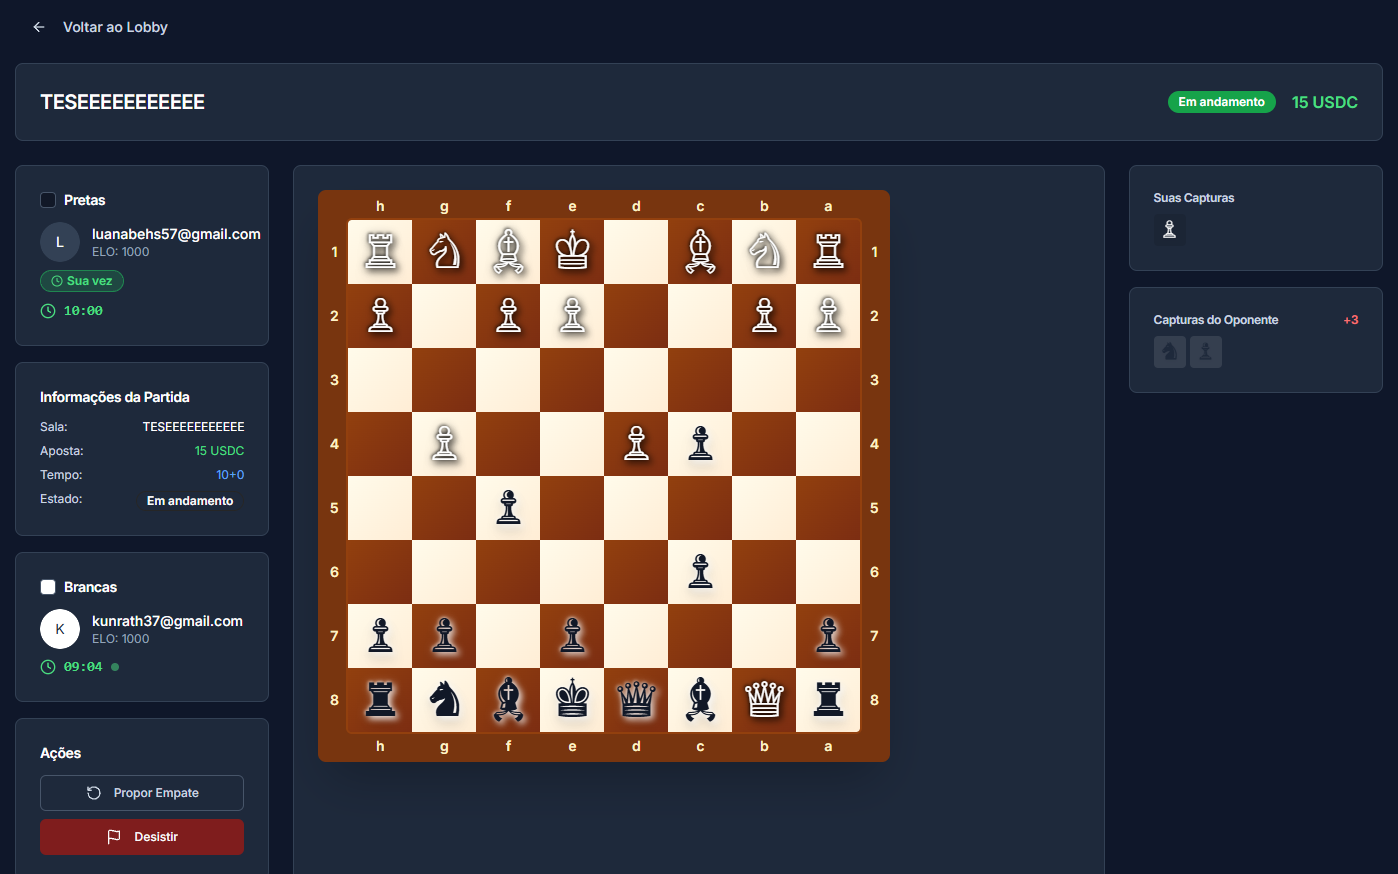 Voltar ao Lobby
TESEEEEEEEEEEE
Em andamento
15 USDC
Pretas
L
luanabehs57@gmail.com
ELO: 1000
Sua vez
10:00
Informações da Partida
Sala: TESEEEEEEEEEEE
Aposta: 15 USDC
Tempo: 10+0
Estado: Em andamento
Brancas
K
kunrath37@gmail.com
ELO: 1000
09:04
Ações
Propor Empate
Desistir
h g f e d c b a
1 1
2 2
3 3
4 4
5 5
6 6
7 7
8 8
h g f e d c b a
Suas Capturas
Capturas do Oponente +3